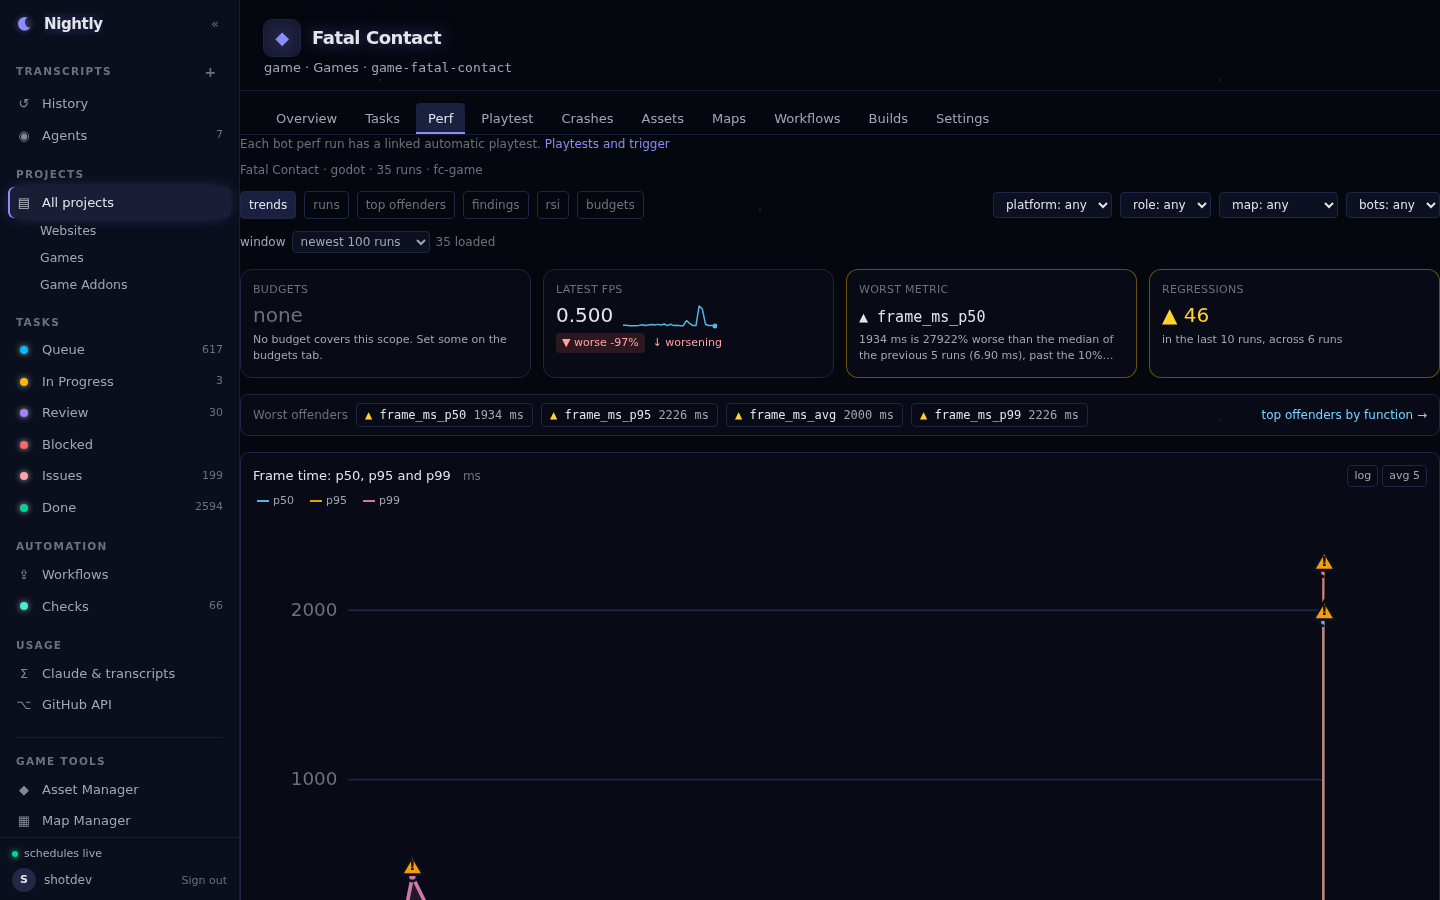 Nightly «
TRANSCRIPTS +
History
Agents 7
PROJECTS
All projects
Websites
Games
Game Addons
TASKS
Queue 617
In Progress 3
Review 30
Blocked
Issues 199
Done 2594
AUTOMATION
Workflows
Checks 66
USAGE
Σ Claude & transcripts
GitHub API
GAME TOOLS
Asset Manager
Map Manager
schedules live
S shotdev Sign out
Fatal Contact
game · Games · game-fatal-contact
Overview Tasks Perf Playtest Crashes Assets Maps Workflows Builds Settings
Each bot perf run has a linked automatic playtest. Playtests and trigger
Fatal Contact · godot · 35 runs · fc-game
trends runs top offenders findings rsi budgets platform: any role: any map: any bots: any
window newest 100 runs 35 loaded
BUDGETS
none
No budget covers this scope. Set some on the
budgets tab.
LATEST FPS
0.500
▼ worse -97% ↓ worsening
WORST METRIC
▲ frame_ms_p50
1934 ms is 27922% worse than the median of
the previous 5 runs (6.90 ms), past the 10%…
REGRESSIONS
▲ 46
in the last 10 runs, across 6 runs
Worst offenders ▲ frame_ms_p50 1934 ms ▲ frame_ms_p95 2226 ms ▲ frame_ms_avg 2000 ms ▲ frame_ms_p99 2226 ms top offenders by function →
Frame time: p50, p95 and p99 ms log avg 5
p50 p95 p99
2000
1000